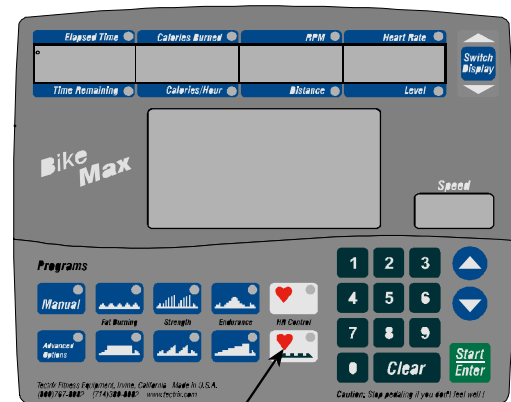 Elapsed Time Calories Burned RPM Heart Rate
Switch
Display
Time Remaining Calories/Hour Distance Level
Bike
Max
Speed
Programs
1 2 3
Manual
4 5 6
Fat Burning Strength Endurance HR Control
7 8 9
Advanced
Options
0 Clear
Start
Enter
Tectrix Fitness Equipment, Irvine, California Made in U.S.A.
www.tectrix.com
Caution: Stop pedaling if you don't feel well!